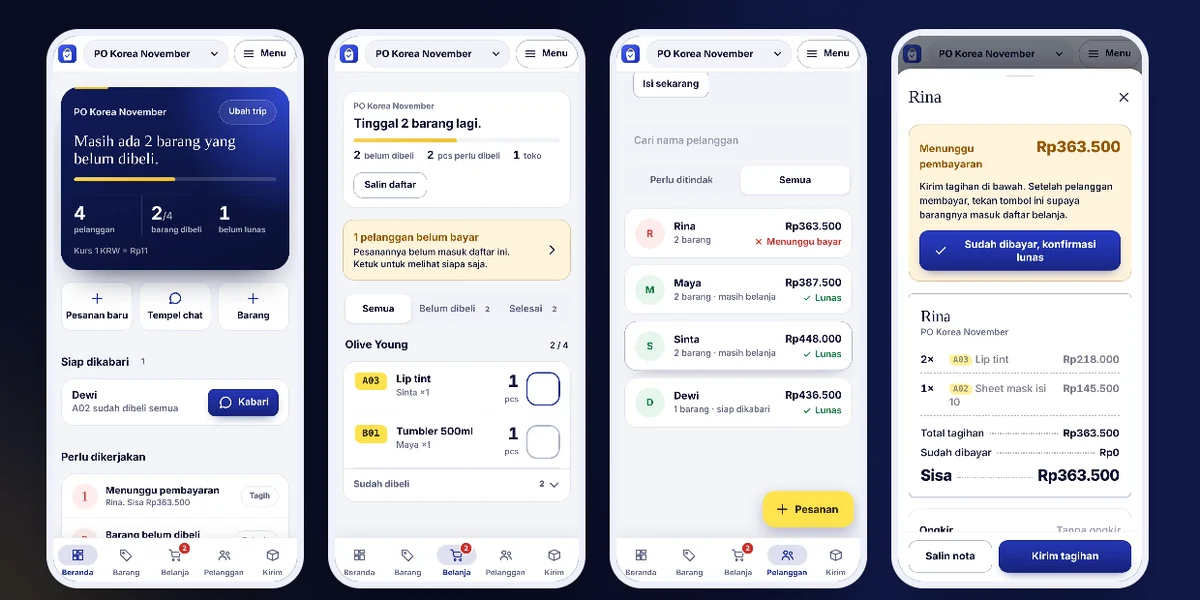 PO Korea November
Menu
PO Korea November
Ubah trip
Masih ada 2 barang yang
belum dibeli.
4
pelanggan
2/4
barang dibeli
1
belum lunas
Kurs 1 KRW = Rp11
Pesanan baru
Tempel chat
Barang
Siap dikabari 1
Dewi
A02 sudah dibeli semua
Kabari
Perlu dikerjakan
1
Menunggu pembayaran
Rina. Sisa Rp363.500
Tagih
Barang belum dibeli
Beranda
Barang
2
Belanja
Pelanggan
Kirim
PO Korea November
Menu
PO Korea November
Tinggal 2 barang lagi.
2 belum dibeli
2 pcs perlu dibeli
1 toko
Salin daftar
1 pelanggan belum bayar
Pesanannya belum masuk daftar ini.
Ketuk untuk melihat siapa saja.
Semua
Belum dibeli 2
Selesai 2
Olive Young
2 / 4
A03
Lip tint
Sinta ×1
1
pcs
B01
Tumbler 500ml
Maya ×1
1
pcs
Sudah dibeli
2
Beranda
Barang
2
Belanja
Pelanggan
Kirim
PO Korea November
Menu
Isi sekarang
Cari nama pelanggan
Perlu ditindak
Semua
R
Rina
2 barang
Rp363.500
Menunggu bayar
M
Maya
2 barang · masih belanja
Rp387.500
Lunas
S
Sinta
2 barang · masih belanja
Rp448.000
Lunas
D
Dewi
1 barang · siap dikabari
Rp436.500
Lunas
Pesanan
Beranda
Barang
2
Belanja
Pelanggan
Kirim
PO Korea November
Menu
Rina
Menunggu
pembayaran
Rp363.500
Kirim tagihan di bawah. Setelah pelanggan
membayar, tekan tombol ini supaya
barangnya masuk daftar belanja.
Sudah dibayar, konfirmasi
lunas
Rina
PO Korea November
2× A03 Lip tint Rp218.000
1× A02 Sheet mask isi Rp145.500
10
Total tagihan Rp363.500
Sudah dibayar Rp0
Sisa Rp363.500
Ongkir
Tanpa ongkir
Salin nota
Kirim tagihan